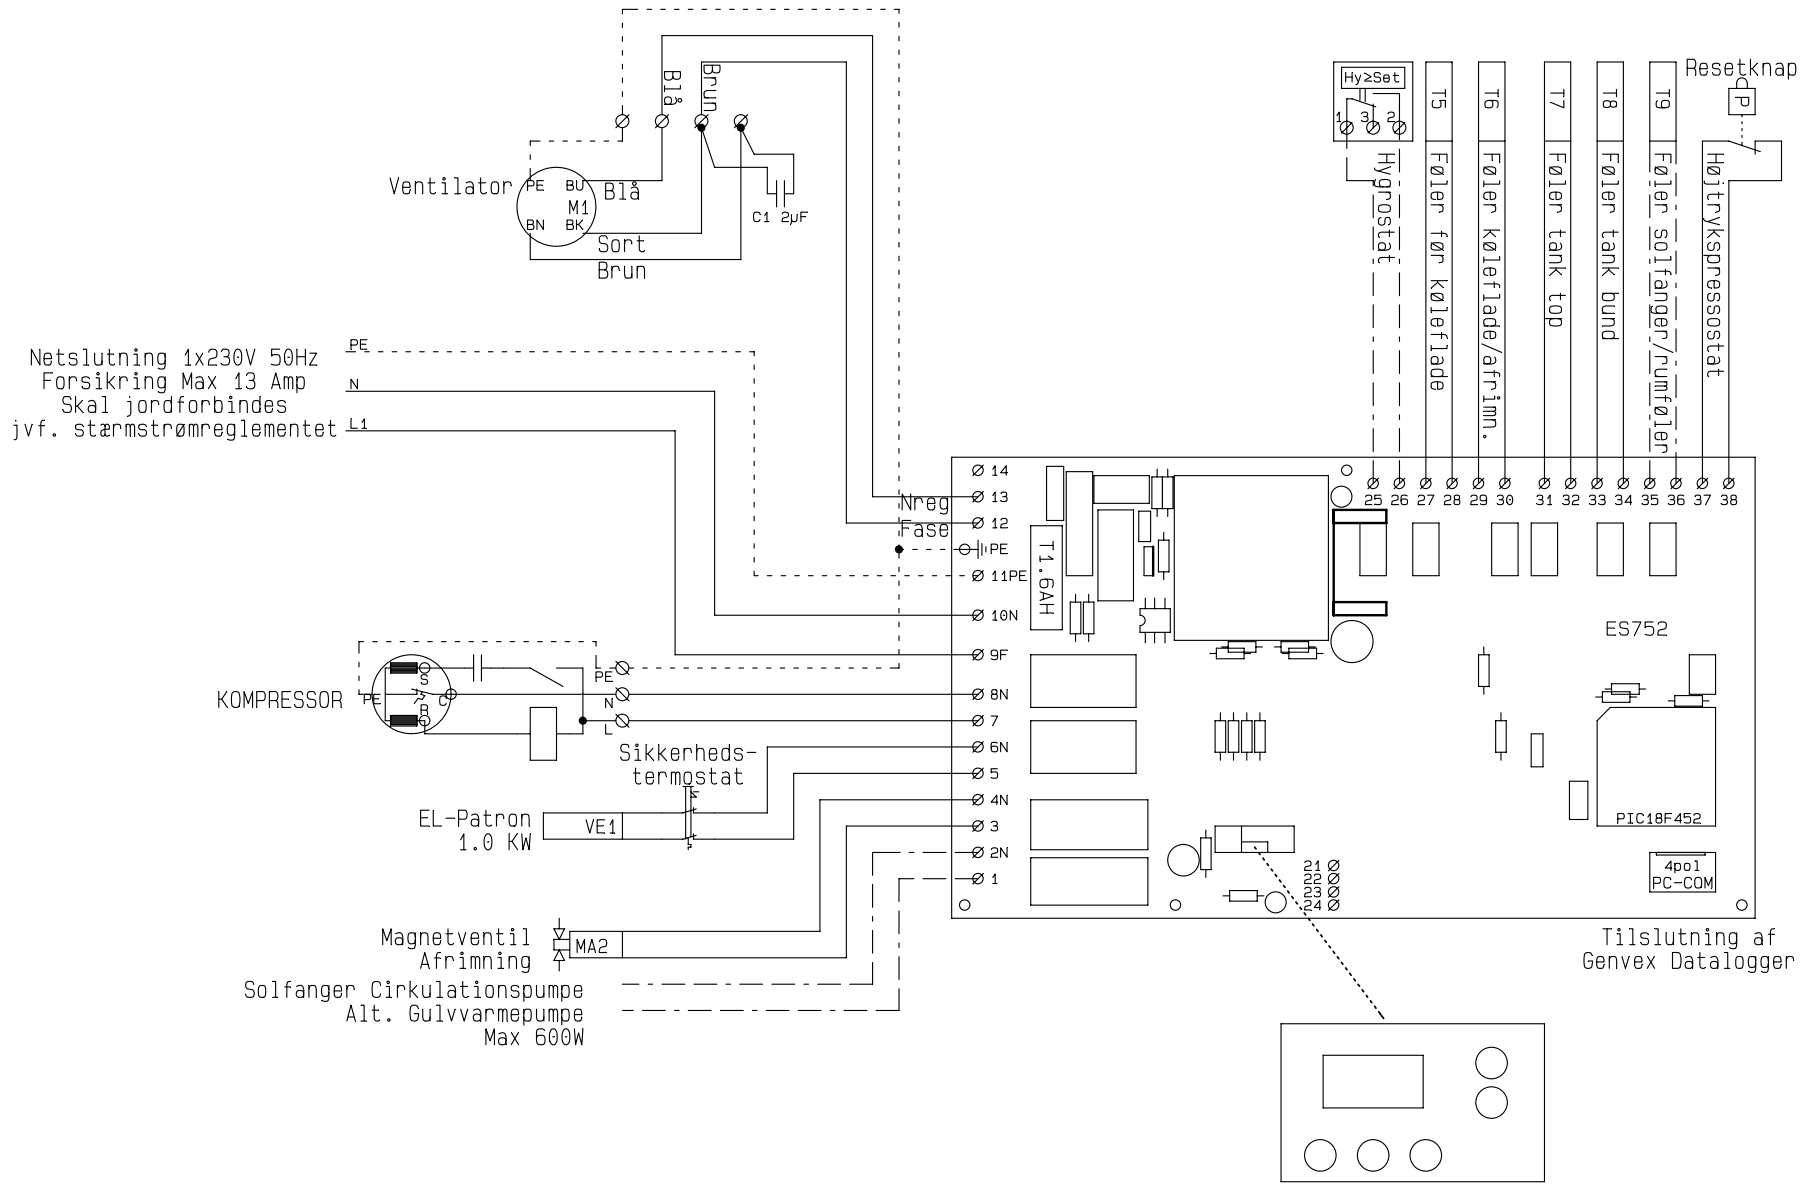 Blå
Brun
Ventilator
PE
BU
M1
BN
BK
Blå
Sort
Brun
C1 2µF
Hy≥Set
1
3
2
Hygrostat
T5
Føler før køleflade
T6
Føler køleflade/afrimn.
T7
Føler tank top
T8
Føler tank bund
T9
Føler solfanger/rumføler
Resetknap
P
Højtrykspressostat
Netslutning 1x230V 50Hz
Forsikring Max 13 Amp
Skal jordforbindes
jvf. stærmstrømreglementet
PE
N
L1
Nreg
Fase
14
13
12
PE
11PE
10N
9F
8N
7
6N
5
4N
3
2N
1
T1.6AH
25
26
27
28
29
30
31
32
33
34
35
36
37
38
ES752
PIC18F452
4pol
PC-COM
21
22
23
24
KOMPRESSOR
PE
S
C
R
PE
N
L
Sikkerheds-
termostat
EL-Patron
1.0 KW
VE1
Magnetventil
Afrimning
MA2
Solfanger Cirkulationspumpe
Alt. Gulvvarmepumpe
Max 600W
Tilslutning af
Genvex Datalogger